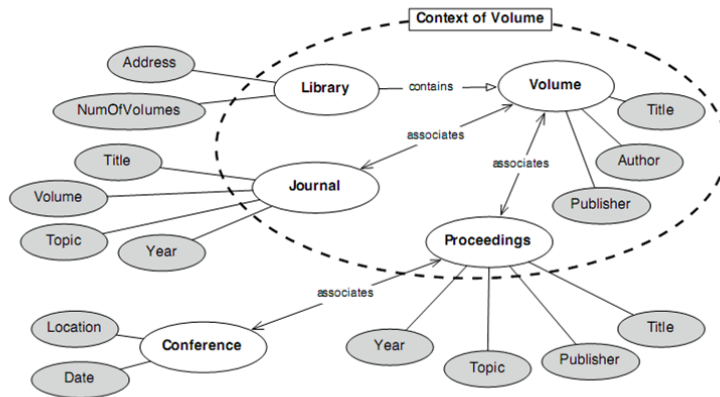 Context of Volume
Address
Library
contains
Volume
NumOfVolumes
Title
associates
Title
Author
associates
Volume
Journal
Publisher
Topic
Year
Proceedings
associates
Location
Title
Conference
Year
Publisher
Topic
Date